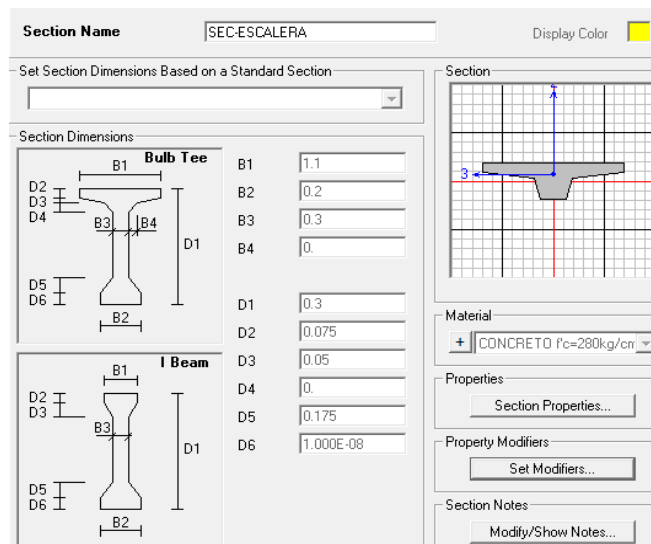 Section Name SEC-ESCALERA Display Color
Set Section Dimensions Based on a Standard Section
Section
Section Dimensions
Bulb Tee
B1
D2
D3
D4
B3 B4
D1
D5
D6
B2
I Beam
B1
D2
D3
B3
D1
D5
D6
B2
B1 1.1
B2 0.2
B3 0.3
B4 0.
D1 0.3
D2 0.075
D3 0.05
D4 0.
D5 0.175
D6 1.000E-08
3
Material
+ CONCRETO f'c=280kg/cm
Properties
Section Properties...
Property Modifiers
Set Modifiers...
Section Notes
Modify/Show Notes...